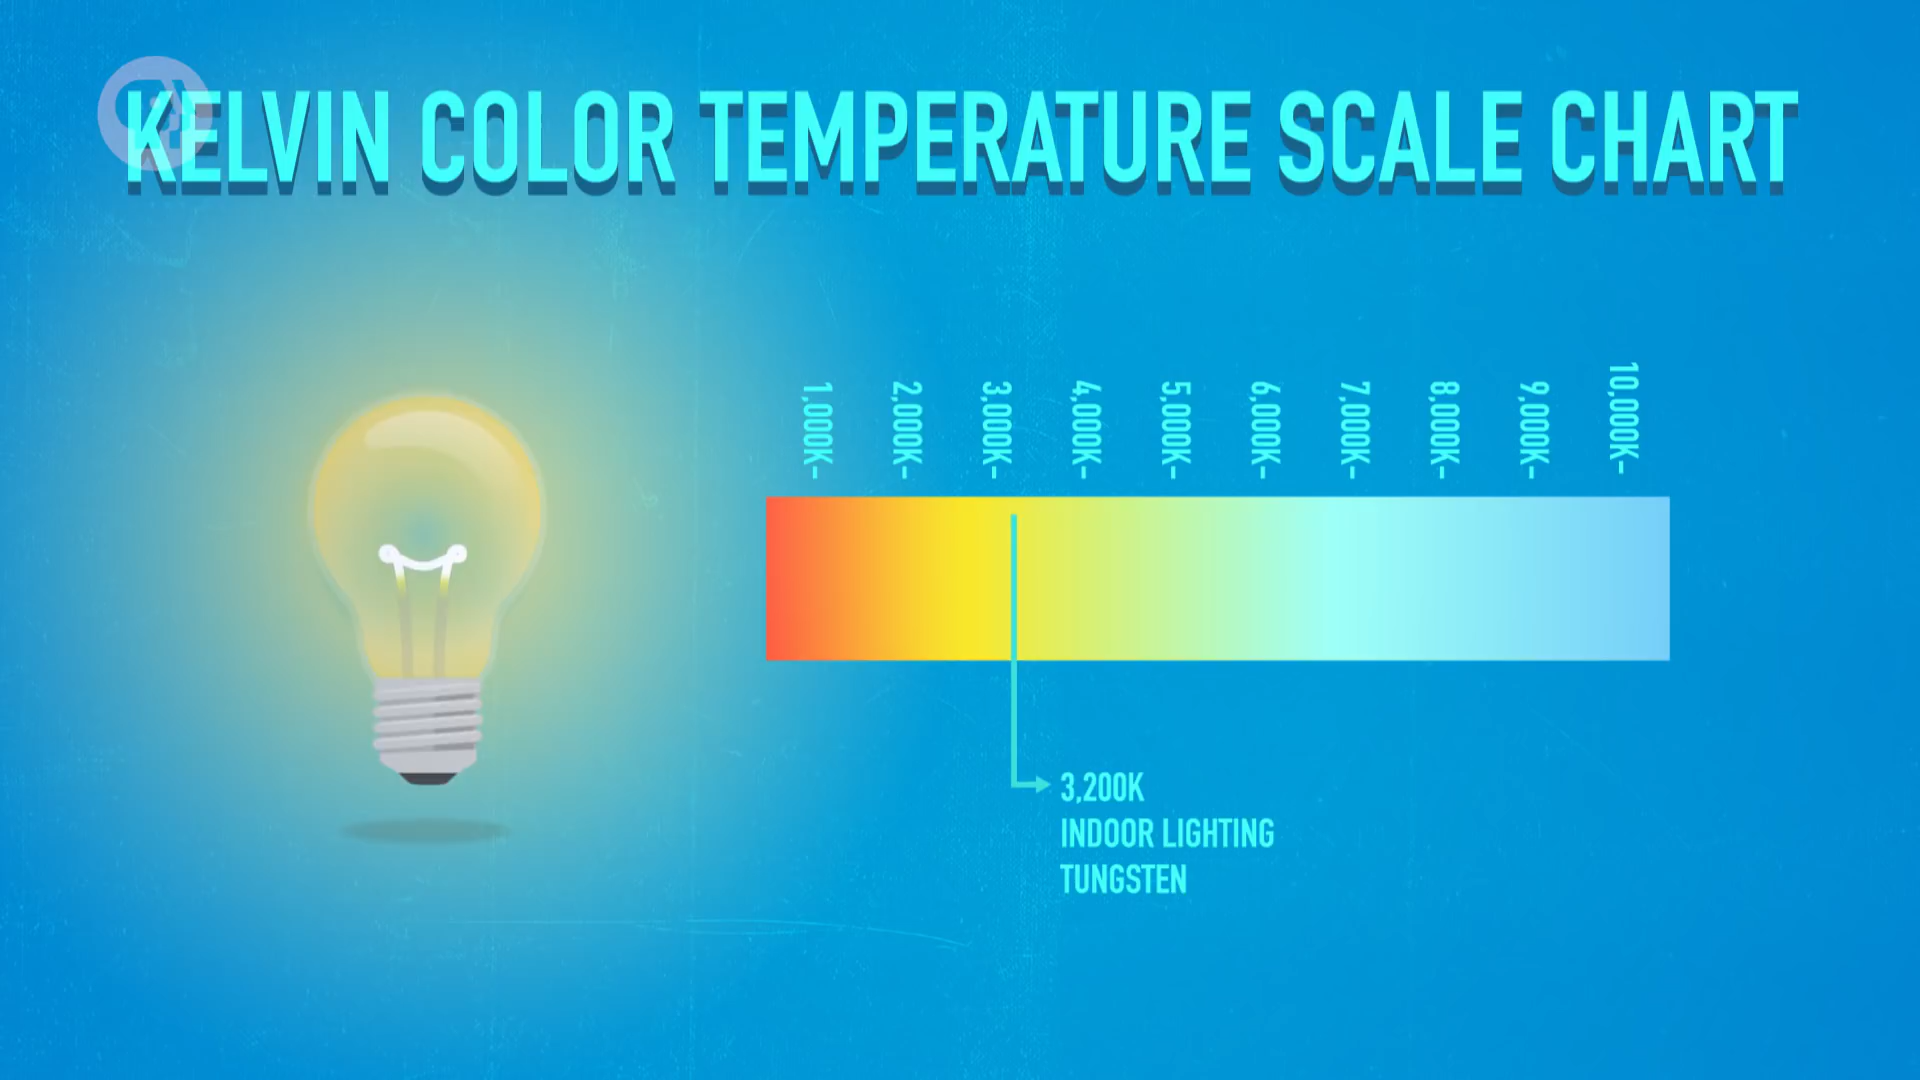 KELVIN COLOR TEMPERATURE SCALE CHART
1,000K-
2,000K-
3,000K-
4,000K-
5,000K-
6,000K-
7,000K-
8,000K-
9,000K-
10,000K-
3,200K
INDOOR LIGHTING
TUNGSTEN